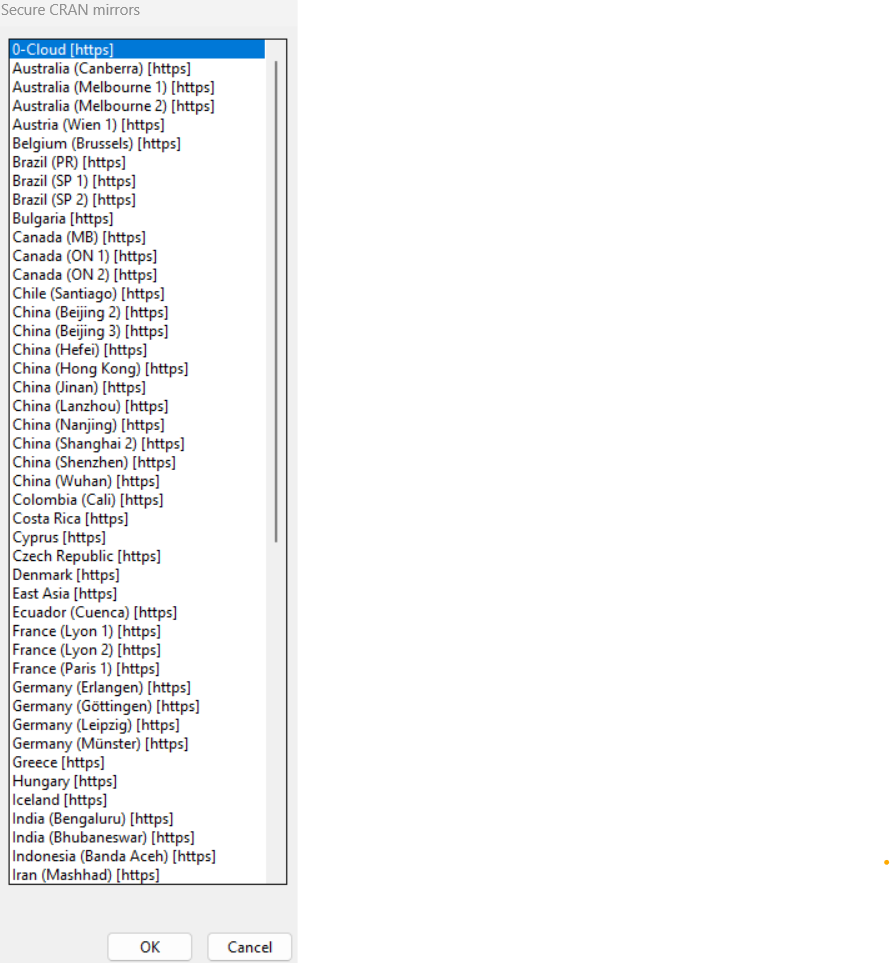 Secure CRAN mirrors
0-Cloud [https]
Australia (Canberra) [https]
Australia (Melbourne 1) [https]
Australia (Melbourne 2) [https]
Austria (Wien 1) [https]
Belgium (Brussels) [https]
Brazil (PR) [https]
Brazil (SP 1) [https]
Brazil (SP 2) [https]
Bulgaria [https]
Canada (MB) [https]
Canada (ON 1) [https]
Canada (ON 2) [https]
Chile (Santiago) [https]
China (Beijing 2) [https]
China (Beijing 3) [https]
China (Hefei) [https]
China (Hong Kong) [https]
China (Jinan) [https]
China (Lanzhou) [https]
China (Nanjing) [https]
China (Shanghai 2) [https]
China (Shenzhen) [https]
China (Wuhan) [https]
Colombia (Cali) [https]
Costa Rica [https]
Cyprus [https]
Czech Republic [https]
Denmark [https]
East Asia [https]
Ecuador (Cuenca) [https]
France (Lyon 1) [https]
France (Lyon 2) [https]
France (Paris 1) [https]
Germany (Erlangen) [https]
Germany (Göttingen) [https]
Germany (Leipzig) [https]
Germany (Münster) [https]
Greece [https]
Hungary [https]
Iceland [https]
India (Bengaluru) [https]
India (Bhubaneswar) [https]
Indonesia (Banda Aceh) [https]
Iran (Mashhad) [https]
OK Cancel